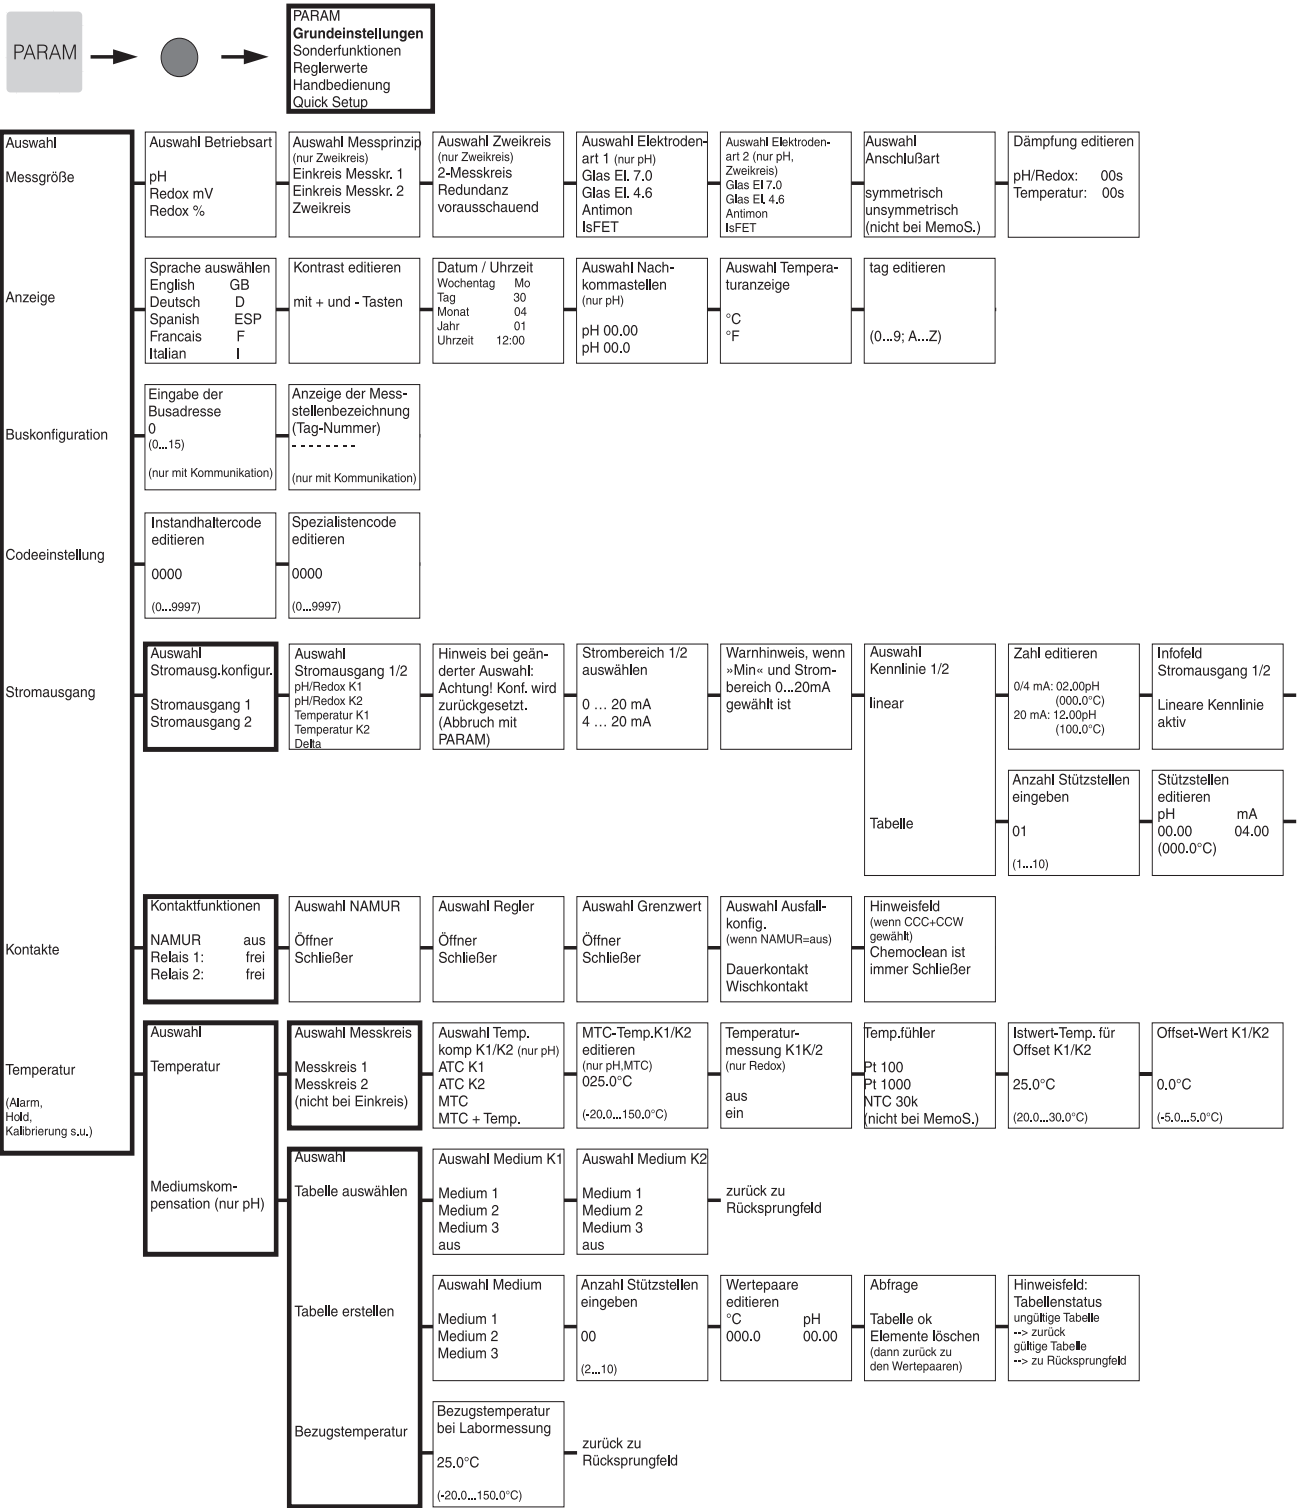 PARAM
PARAM
Grundeinstellungen
Sonderfunktionen
Reglerwerte
Handbedienung
Quick Setup
Auswahl
Messgröße
Auswahl Betriebsart
pH
Redox mV
Redox %
Auswahl Messprinzip
(nur Zweikreis)
Einkreis Messkr. 1
Einkreis Messkr. 2
Zweikreis
Auswahl Zweikreis
(nur Zweikreis)
2-Messkreis
Redundanz
vorausschauend
Auswahl Elektroden-
art 1 (nur pH)
Glas El. 7.0
Glas El. 4.6
Antimon
IsFET
Auswahl Elektroden-
art 2 (nur pH,
Zweikreis)
Glas El 7.0
Glas El. 4.6
Antimon
IsFET
Auswahl
Anschlußart
symmetrisch
unsymmetrisch
(nicht bei MemoS.)
Dämpfung editieren
pH/Redox: 00s
Temperatur: 00s
Anzeige
Sprache auswählen
English GB
Deutsch D
Spanish ESP
Francais F
Italian I
Kontrast editieren
mit + und - Tasten
Datum / Uhrzeit
Wochentag Mo
Tag 30
Monat 04
Jahr 01
Uhrzeit 12:00
Auswahl Nach-
kommastellen
(nur pH)
pH 00.00
pH 00.0
Auswahl Tempera-
turanzeige
°C
°F
tag editieren
(0...9; A...Z)
Buskonfiguration
Eingabe der
Busadresse
0
(0...15)
(nur mit Kommunikation)
Anzeige der Mess-
stellenbezeichnung
(Tag-Nummer)
- - - - - - - -
(nur mit Kommunikation)
Codeeinstellung
Instandhaltercode
editieren
0000
(0...9997)
Spezialistencode
editieren
0000
(0...9997)
Stromausgang
Auswahl
Stromausg.konfigur.
Stromausgang 1
Stromausgang 2
Auswahl
Stromausgang 1/2
pH/Redox K1
pH/Redox K2
Temperatur K1
Temperatur K2
Delta
Hinweis bei geän-
derter Auswahl:
Achtung! Konf. wird
zurückgesetzt.
(Abbruch mit
PARAM)
Strombereich 1/2
auswählen
0 ... 20 mA
4 ... 20 mA
Warnhinweis, wenn
»Min« und Strom-
bereich 0...20mA
gewählt ist
Auswahl
Kennlinie 1/2
linear
Tabelle
Zahl editieren
0/4 mA: 02.00pH
(000.0°C)
20 mA: 12.00pH
(100.0°C)
Infofeld
Stromausgang 1/2
Lineare Kennlinie
aktiv
Anzahl Stützstellen
eingeben
01
(1...10)
Stützstellen
editieren
pH mA
00.00 04.00
(000.0°C)
Kontakte
Kontaktfunktionen
NAMUR aus
Relais 1: frei
Relais 2: frei
Auswahl NAMUR
Öffner
Schließer
Auswahl Regler
Öffner
Schließer
Auswahl Grenzwert
Öffner
Schließer
Auswahl Ausfall-
konfig.
(wenn NAMUR=aus)
Dauerkontakt
Wischkontakt
Hinweisfeld
(wenn CCC+CCW
gewählt)
Chemoclean ist
immer Schließer
Temperatur
(Alarm,
Hold,
Kalibrierung s.u.)
Auswahl
Temperatur
Mediumskom-
pensation (nur pH)
Auswahl Messkreis
Messkreis 1
Messkreis 2
(nicht bei Einkreis)
Auswahl Temp.
komp K1/K2 (nur pH)
ATC K1
ATC K2
MTC
MTC + Temp.
MTC-Temp.K1/K2
editieren
(nur pH,MTC)
025.0°C
(-20.0...150.0°C)
Temperatur-
messung K1K/2
(nur Redox)
aus
ein
Temp.fühler
Pt 100
Pt 1000
NTC 30k
(nicht bei MemoS.)
Istwert-Temp. für
Offset K1/K2
25.0°C
(20.0...30.0°C)
Offset-Wert K1/K2
0.0°C
(-5.0...5.0°C)
Auswahl
Tabelle auswählen
Tabelle erstellen
Bezugstemperatur
Auswahl Medium K1
Medium 1
Medium 2
Medium 3
aus
Auswahl Medium K2
Medium 1
Medium 2
Medium 3
aus
zurück zu
Rücksprungfeld
Auswahl Medium
Medium 1
Medium 2
Medium 3
Anzahl Stützstellen
eingeben
00
(2...10)
Wertepaare
editieren
°C pH
000.0 00.00
Abfrage
Tabelle ok
Elemente löschen
(dann zurück zu
den Wertepaaren)
Hinweisfeld:
Tabellenstatus
ungültige Tabelle
--> zurück
gültige Tabelle
--> zu Rücksprungfeld
Bezugstemperatur
bei Labormessung
25.0°C
(-20.0...150.0°C)
zurück zu
Rücksprungfeld